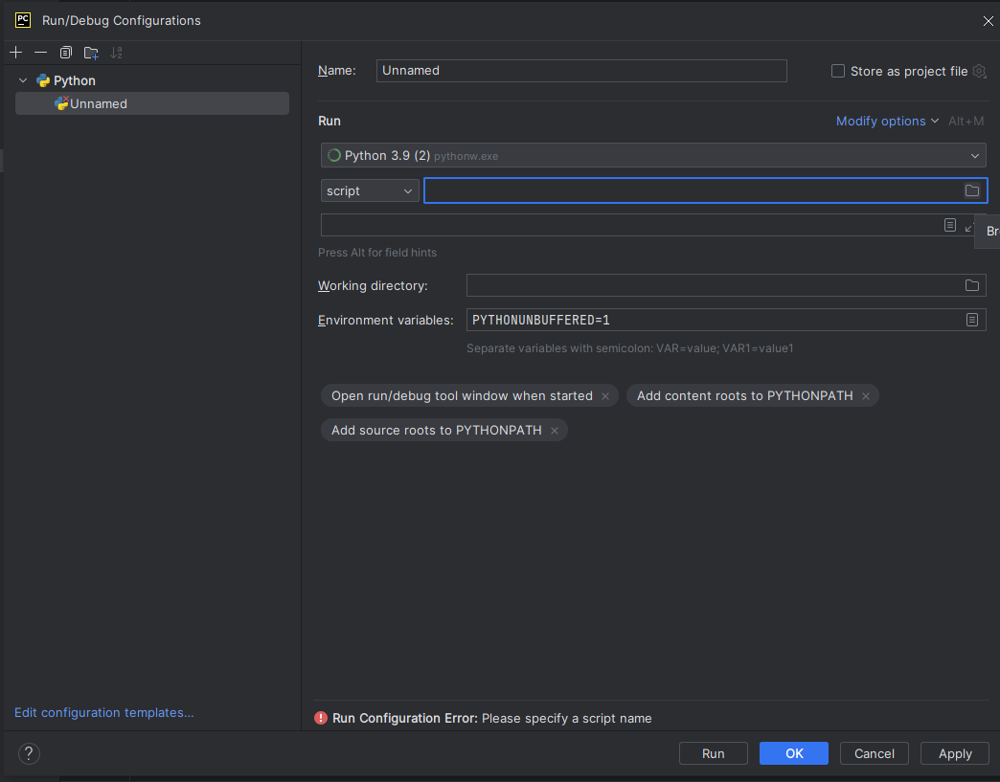 PC Run/Debug Configurations
Python
Unnamed
Name: Unnamed Store as project file
Run Modify options Alt+M
Python 3.9 (2) pythonw.exe
script
Br
Press Alt for field hints
Working directory:
Environment variables: PYTHONUNBUFFERED=1
Separate variables with semicolon: VAR=value; VAR1=value1
Open run/debug tool window when started × Add content roots to PYTHONPATH ×
Add source roots to PYTHONPATH ×
Edit configuration templates...
Run Configuration Error: Please specify a script name
? Run OK Cancel Apply